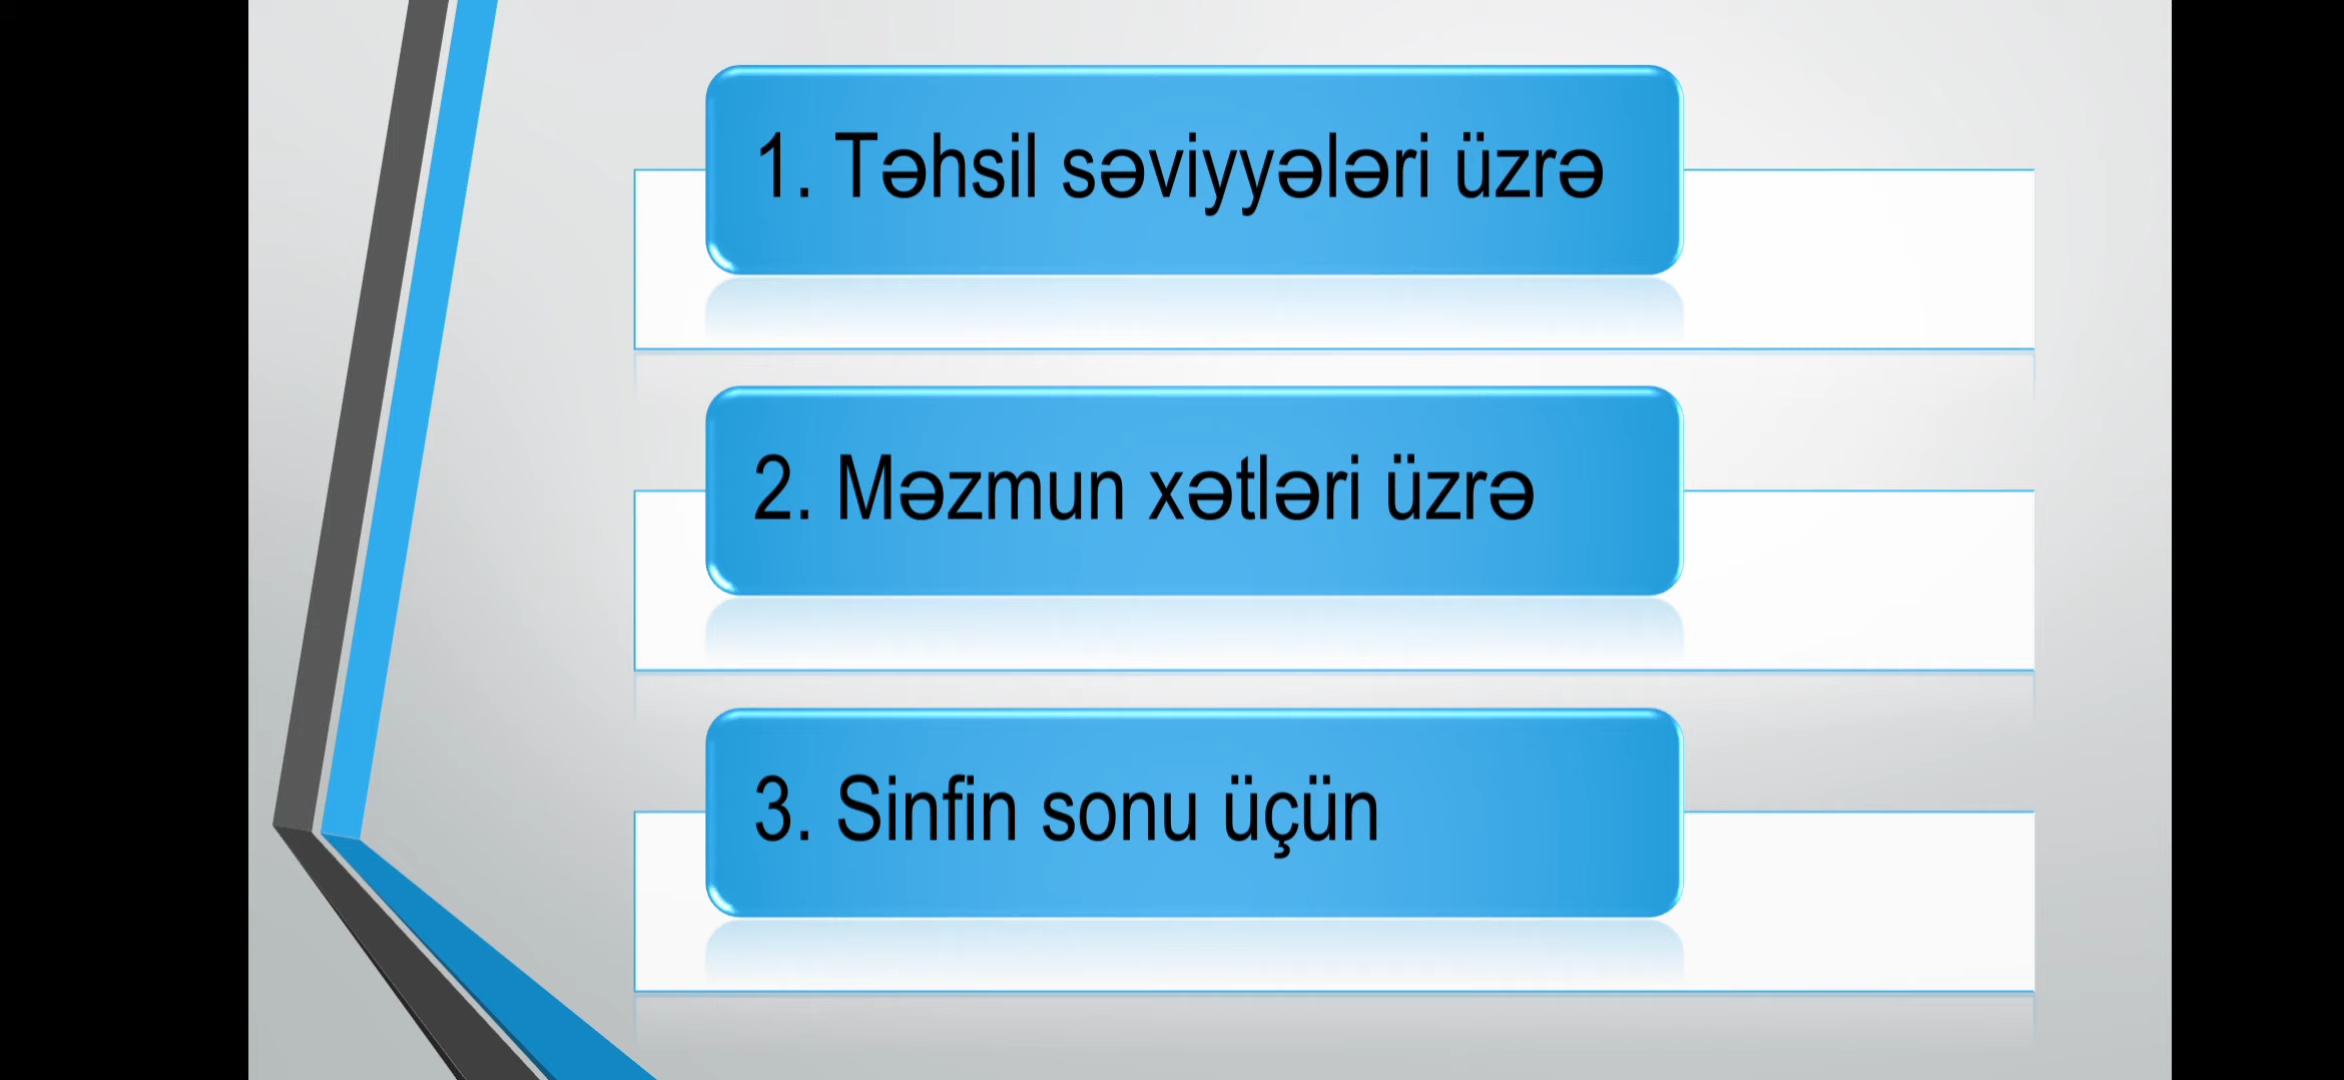 1. Təhsil səviyyələri üzrə
2. Məzmun xətləri üzrə
3. Sinfin sonu üçün